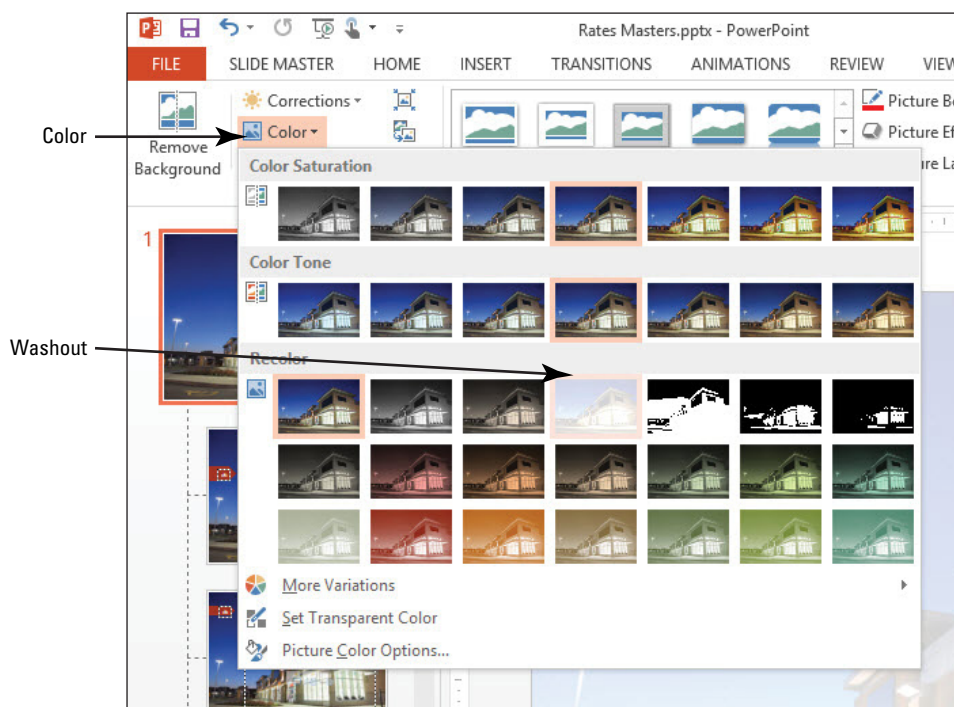 Rates Masters.pptx - PowerPoint
FILE SLIDE MASTER HOME INSERT TRANSITIONS ANIMATIONS REVIEW
Corrections
Picture
Color
Color
Picture
Remove
Background
Color Saturation
1
Color Tone
Washout
Recolor
More Variations
Set Transparent Color
Picture Color Options...